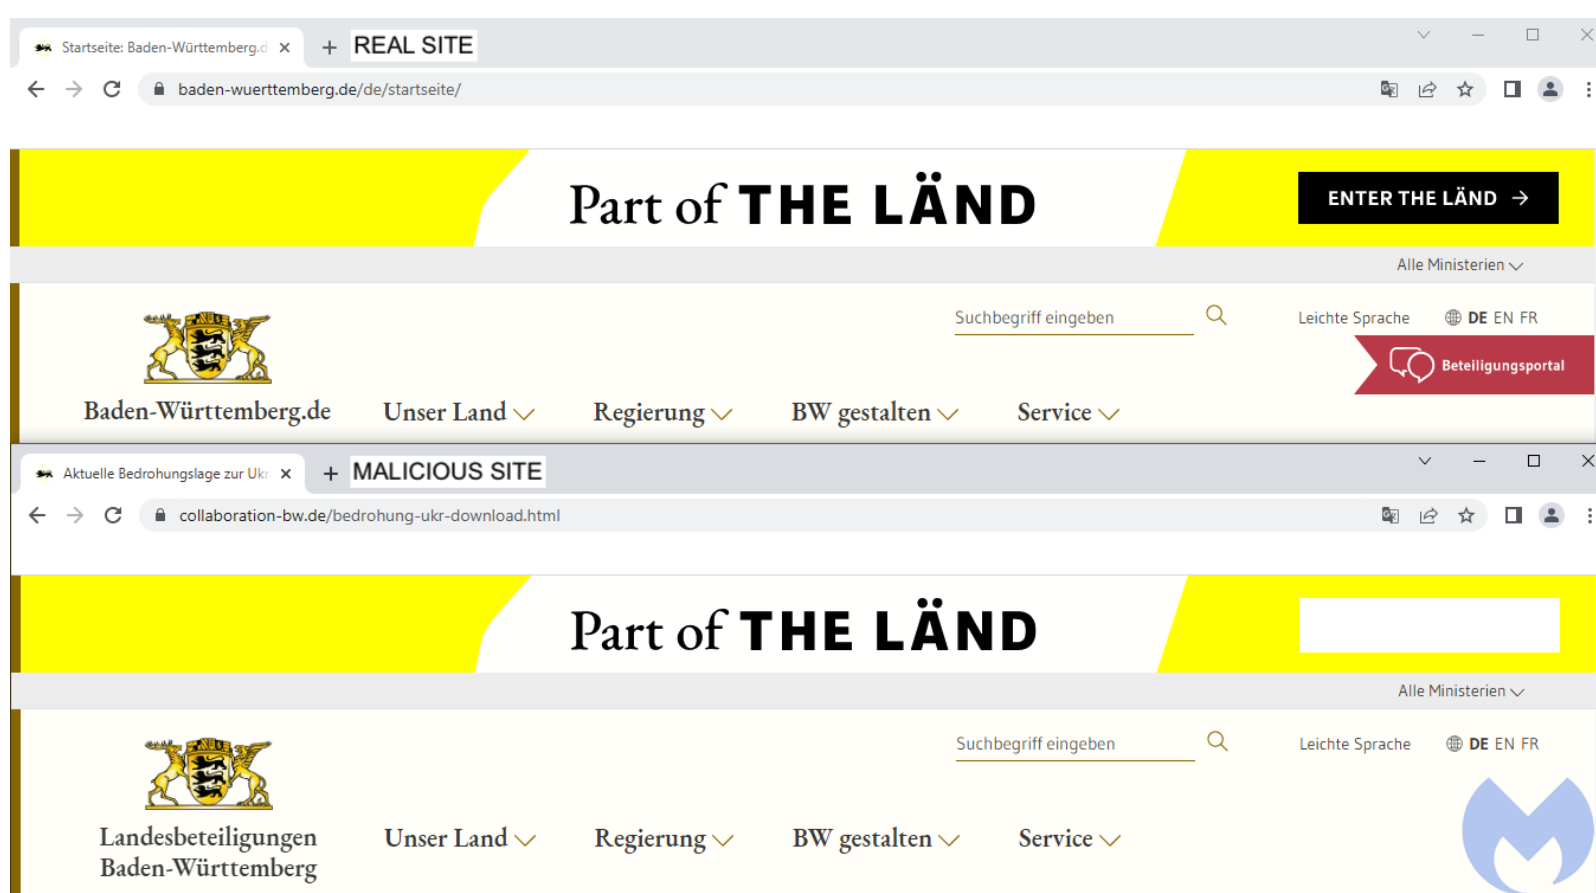 Startseite: Baden-Württemberg.d
REAL SITE
baden-wuerttemberg.de/de/startseite/
Part of THE LÄND
ENTER THE LÄND →
Alle Ministerien
Suchbegriff eingeben
Leichte Sprache
DE EN FR
Beteiligungsportal
Baden-Württemberg.de
Unser Land
Regierung
BW gestalten
Service
Aktuelle Bedrohungslage zur Ukr
MALICIOUS SITE
collaboration-bw.de/bedrohung-ukr-download.html
Part of THE LÄND
Alle Ministerien
Suchbegriff eingeben
Leichte Sprache
DE EN FR
Landesbeteiligungen
Baden-Württemberg
Unser Land
Regierung
BW gestalten
Service